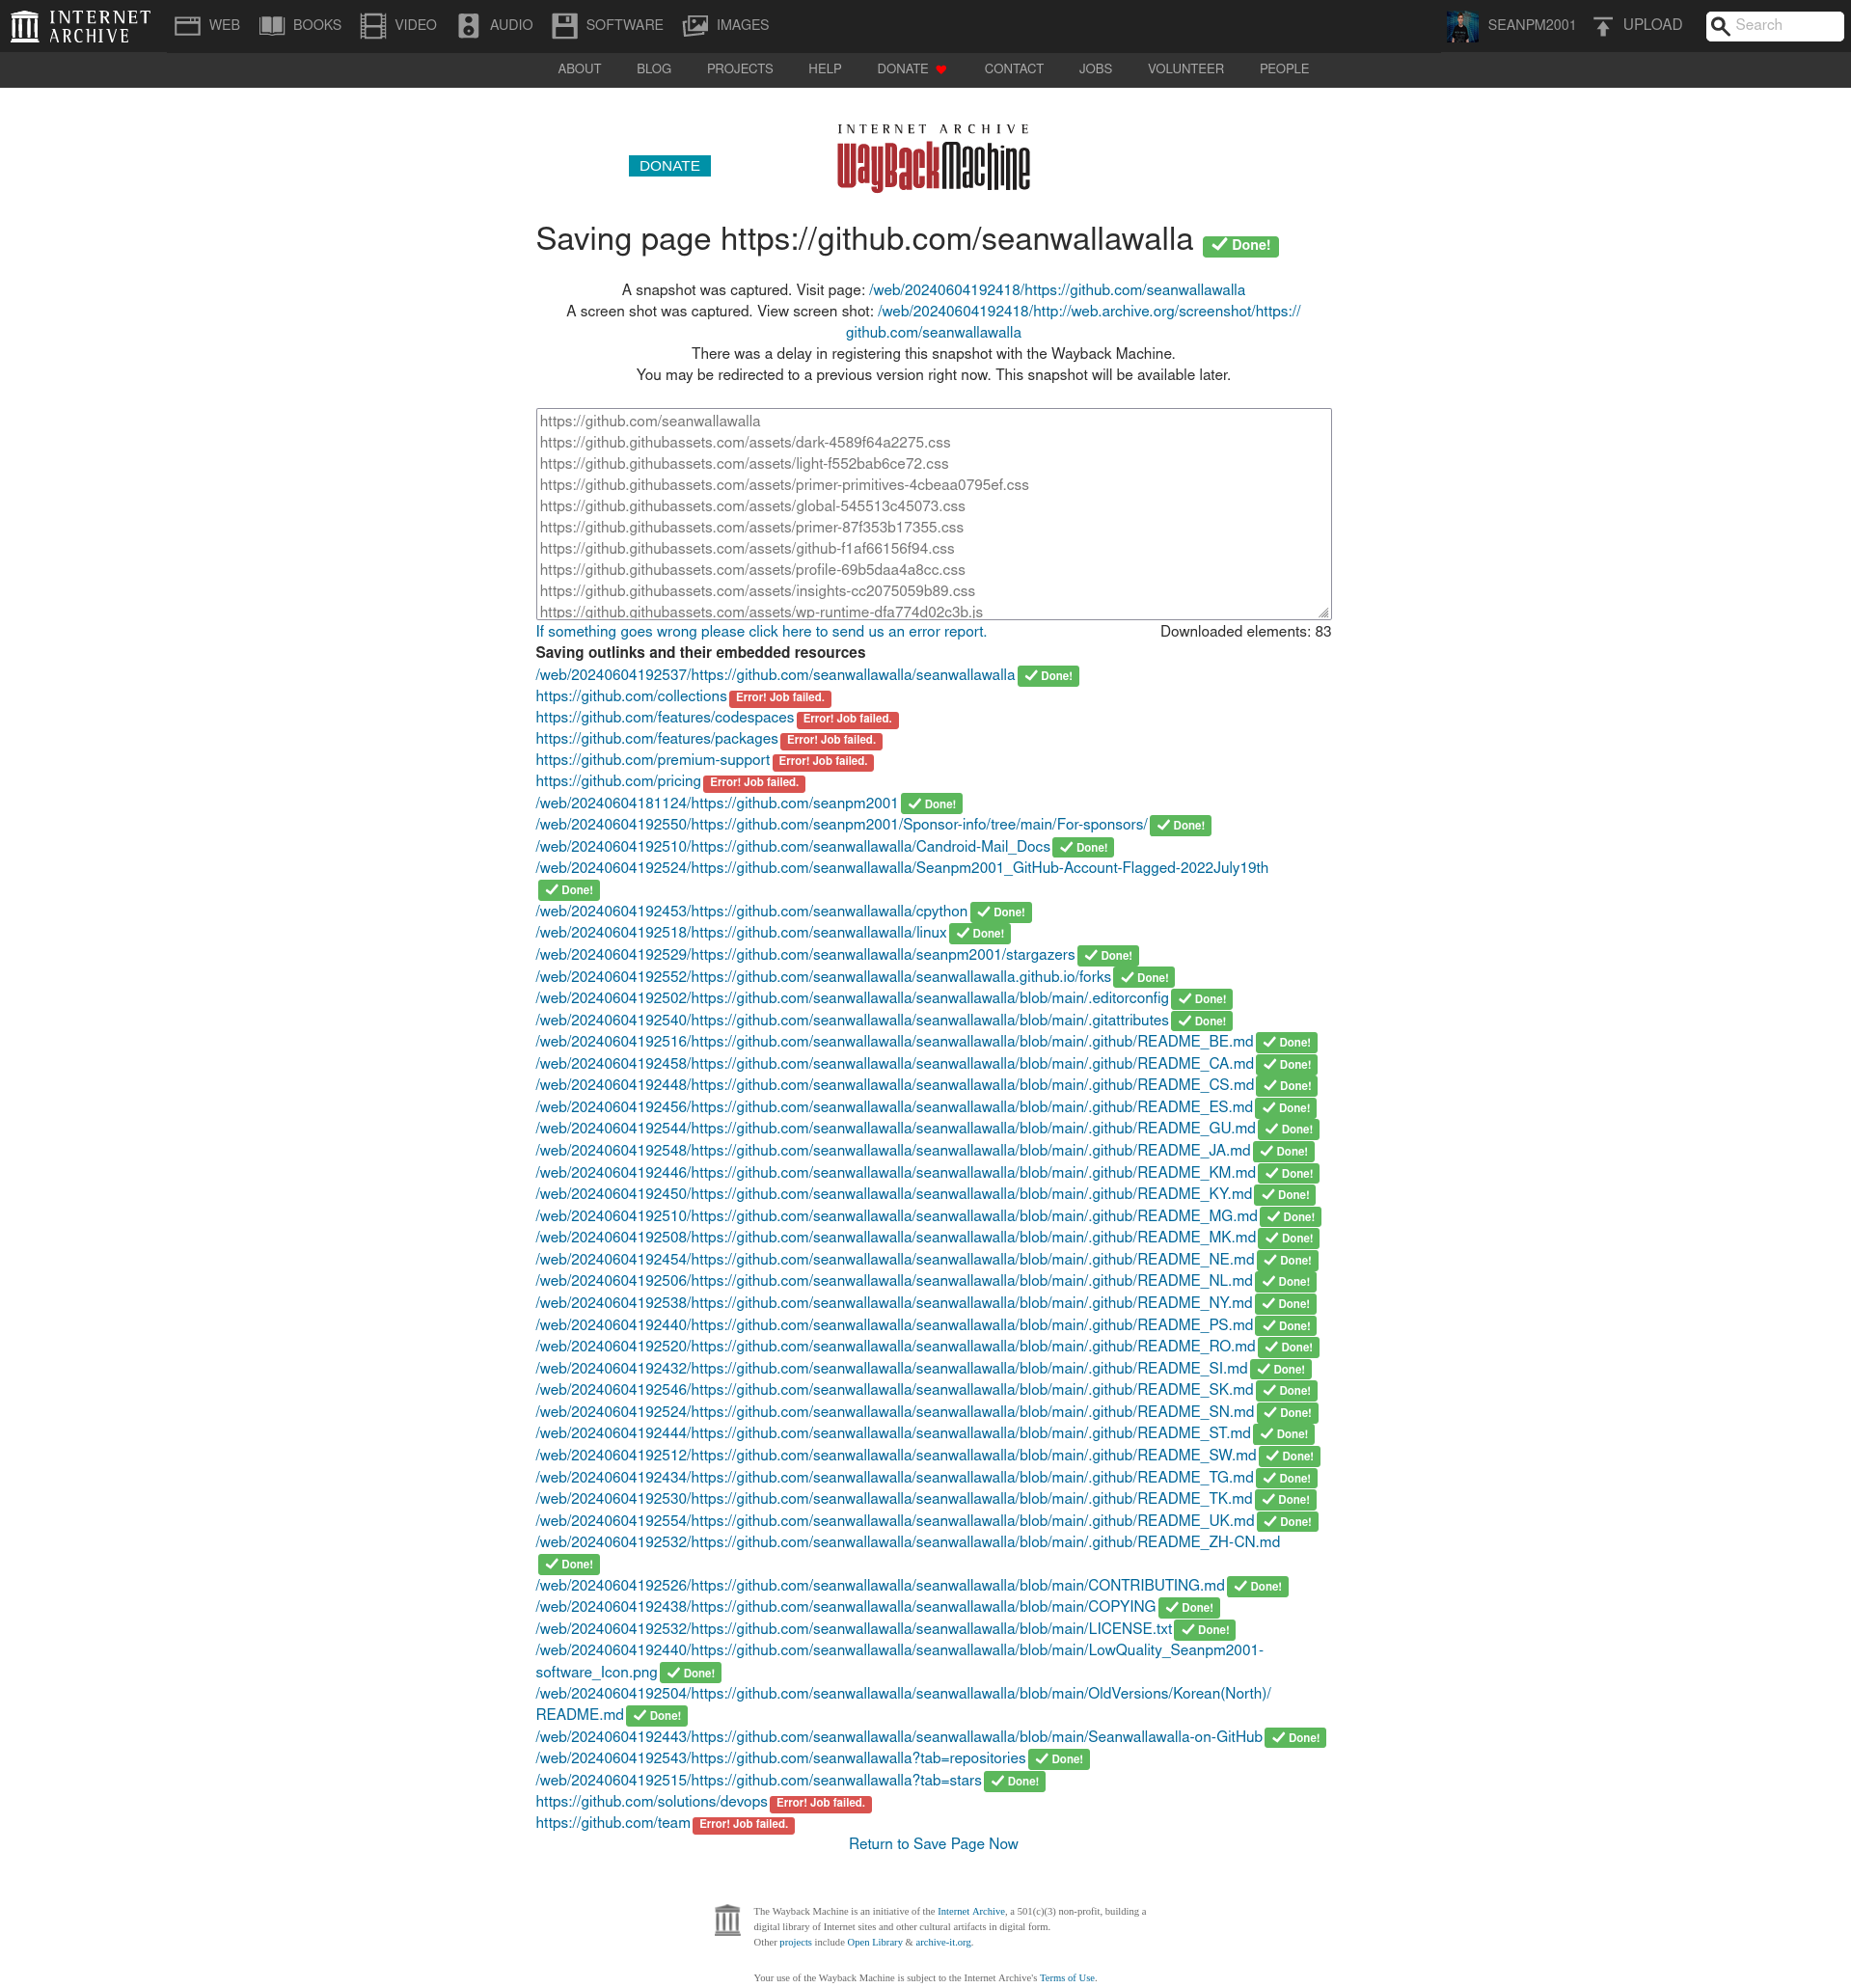 INTERNET ARCHIVE
WEB BOOKS VIDEO AUDIO SOFTWARE IMAGES SEANPM2001 UPLOAD Search
ABOUT BLOG PROJECTS HELP DONATE CONTACT JOBS VOLUNTEER PEOPLE
INTERNET ARCHIVE
DONATE
WayBackMachine
Saving page https://github.com/seanwallawalla Done!
A snapshot was captured. Visit page: /web/20240604192418/https://github.com/seanwallawalla
A screen shot was captured. View screen shot: /web/20240604192418/http://web.archive.org/screenshot/https://
github.com/seanwallawalla
There was a delay in registering this snapshot with the Wayback Machine.
You may be redirected to a previous version right now. This snapshot will be available later.
https://github.com/seanwallawalla
https://github.githubassets.com/assets/dark-4589f64a2275.css
https://github.githubassets.com/assets/light-f552bab6ce72.css
https://github.githubassets.com/assets/primer-primitives-4cbeaa0795ef.css
https://github.githubassets.com/assets/global-545513c45073.css
https://github.githubassets.com/assets/primer-87f353b17355.css
https://github.githubassets.com/assets/github-f1af66156f94.css
https://github.githubassets.com/assets/profile-69b5daa4a8cc.css
https://github.githubassets.com/assets/insights-cc2075059b89.css
https://github.githubassets.com/assets/wp-runtime-dfa774d02c3b.js
If something goes wrong please click here to send us an error report. Downloaded elements: 83
Saving outlinks and their embedded resources
/web/20240604192537/https://github.com/seanwallawalla/seanwallawalla Done!
https://github.com/collections Error! Job failed.
https://github.com/features/codespaces Error! Job failed.
https://github.com/features/packages Error! Job failed.
https://github.com/premium-support Error! Job failed.
https://github.com/pricing Error! Job failed.
/web/20240604181124/https://github.com/seanpm2001 Done!
/web/20240604192550/https://github.com/seanpm2001/Sponsor-info/tree/main/For-sponsors/ Done!
/web/20240604192510/https://github.com/seanwallawalla/Candroid-Mail_Docs Done!
/web/20240604192524/https://github.com/seanwallawalla/Seanpm2001_GitHub-Account-Flagged-2022July19th
Done!
/web/20240604192453/https://github.com/seanwallawalla/cpython Done!
/web/20240604192518/https://github.com/seanwallawalla/linux Done!
/web/20240604192529/https://github.com/seanwallawalla/seanpm2001/stargazers Done!
/web/20240604192552/https://github.com/seanwallawalla/seanwallawalla.github.io/forks Done!
/web/20240604192502/https://github.com/seanwallawalla/seanwallawalla/blob/main/.editorconfig Done!
/web/20240604192540/https://github.com/seanwallawalla/seanwallawalla/blob/main/.gitattributes Done!
/web/20240604192516/https://github.com/seanwallawalla/seanwallawalla/blob/main/.github/README_BE.md Done!
/web/20240604192458/https://github.com/seanwallawalla/seanwallawalla/blob/main/.github/README_CA.md Done!
/web/20240604192448/https://github.com/seanwallawalla/seanwallawalla/blob/main/.github/README_CS.md Done!
/web/20240604192456/https://github.com/seanwallawalla/seanwallawalla/blob/main/.github/README_ES.md Done!
/web/20240604192544/https://github.com/seanwallawalla/seanwallawalla/blob/main/.github/README_GU.md Done!
/web/20240604192548/https://github.com/seanwallawalla/seanwallawalla/blob/main/.github/README_JA.md Done!
/web/20240604192446/https://github.com/seanwallawalla/seanwallawalla/blob/main/.github/README_KM.md Done!
/web/20240604192450/https://github.com/seanwallawalla/seanwallawalla/blob/main/.github/README_KY.md Done!
/web/20240604192510/https://github.com/seanwallawalla/seanwallawalla/blob/main/.github/README_MG.md Done!
/web/20240604192508/https://github.com/seanwallawalla/seanwallawalla/blob/main/.github/README_MK.md Done!
/web/20240604192454/https://github.com/seanwallawalla/seanwallawalla/blob/main/.github/README_NE.md Done!
/web/20240604192506/https://github.com/seanwallawalla/seanwallawalla/blob/main/.github/README_NL.md Done!
/web/20240604192538/https://github.com/seanwallawalla/seanwallawalla/blob/main/.github/README_NY.md Done!
/web/20240604192440/https://github.com/seanwallawalla/seanwallawalla/blob/main/.github/README_PS.md Done!
/web/20240604192520/https://github.com/seanwallawalla/seanwallawalla/blob/main/.github/README_RO.md Done!
/web/20240604192432/https://github.com/seanwallawalla/seanwallawalla/blob/main/.github/README_SI.md Done!
/web/20240604192546/https://github.com/seanwallawalla/seanwallawalla/blob/main/.github/README_SK.md Done!
/web/20240604192524/https://github.com/seanwallawalla/seanwallawalla/blob/main/.github/README_SN.md Done!
/web/20240604192444/https://github.com/seanwallawalla/seanwallawalla/blob/main/.github/README_ST.md Done!
/web/20240604192512/https://github.com/seanwallawalla/seanwallawalla/blob/main/.github/README_SW.md Done!
/web/20240604192434/https://github.com/seanwallawalla/seanwallawalla/blob/main/.github/README_TG.md Done!
/web/20240604192530/https://github.com/seanwallawalla/seanwallawalla/blob/main/.github/README_TK.md Done!
/web/20240604192554/https://github.com/seanwallawalla/seanwallawalla/blob/main/.github/README_UK.md Done!
/web/20240604192532/https://github.com/seanwallawalla/seanwallawalla/blob/main/.github/README_ZH-CN.md
Done!
/web/20240604192526/https://github.com/seanwallawalla/seanwallawalla/blob/main/CONTRIBUTING.md Done!
/web/20240604192438/https://github.com/seanwallawalla/seanwallawalla/blob/main/COPYING Done!
/web/20240604192532/https://github.com/seanwallawalla/seanwallawalla/blob/main/LICENSE.txt Done!
/web/20240604192440/https://github.com/seanwallawalla/seanwallawalla/blob/main/LowQuality_Seanpm2001-
software_Icon.png Done!
/web/20240604192504/https://github.com/seanwallawalla/seanwallawalla/blob/main/OldVersions/Korean(North)/
README.md Done!
/web/20240604192443/https://github.com/seanwallawalla/seanwallawalla/blob/main/Seanwallawalla-on-GitHub Done!
/web/20240604192543/https://github.com/seanwallawalla?tab=repositories Done!
/web/20240604192515/https://github.com/seanwallawalla?tab=stars Done!
https://github.com/solutions/devops Error! Job failed.
https://github.com/team Error! Job failed.
Return to Save Page Now
The Wayback Machine is an initiative of the Internet Archive, a 501(c)(3) non-profit, building a
digital library of Internet sites and other cultural artifacts in digital form.
Other projects include Open Library & archive-it.org.
Your use of the Wayback Machine is subject to the Internet Archive's Terms of Use.